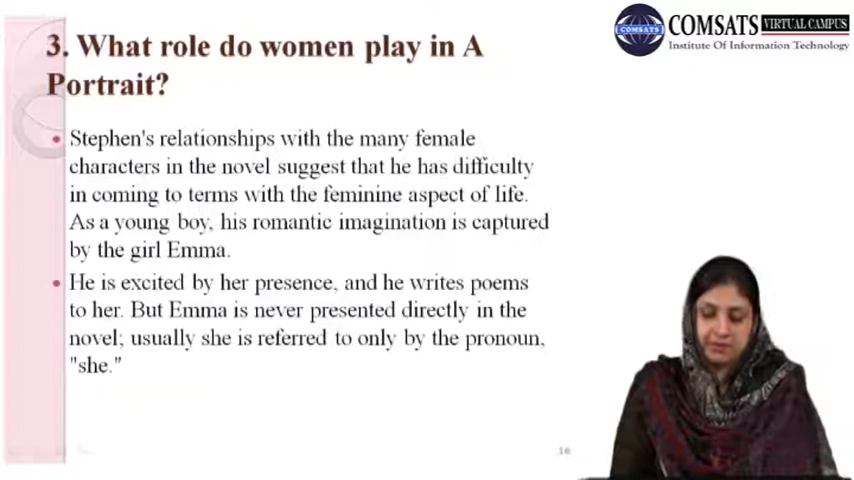 COMSATS VIRTUAL CAMPUS
COMSATS
Institute Of Information Technology
3. What role do women play in A
Portrait?
• Stephen's relationships with the many female
characters in the novel suggest that he has difficulty
in coming to terms with the feminine aspect of life.
As a young boy, his romantic imagination is captured
by the girl Emma.
• He is excited by her presence, and he writes poems
to her. But Emma is never presented directly in the
novel; usually she is referred to only by the pronoun,
"she."
16